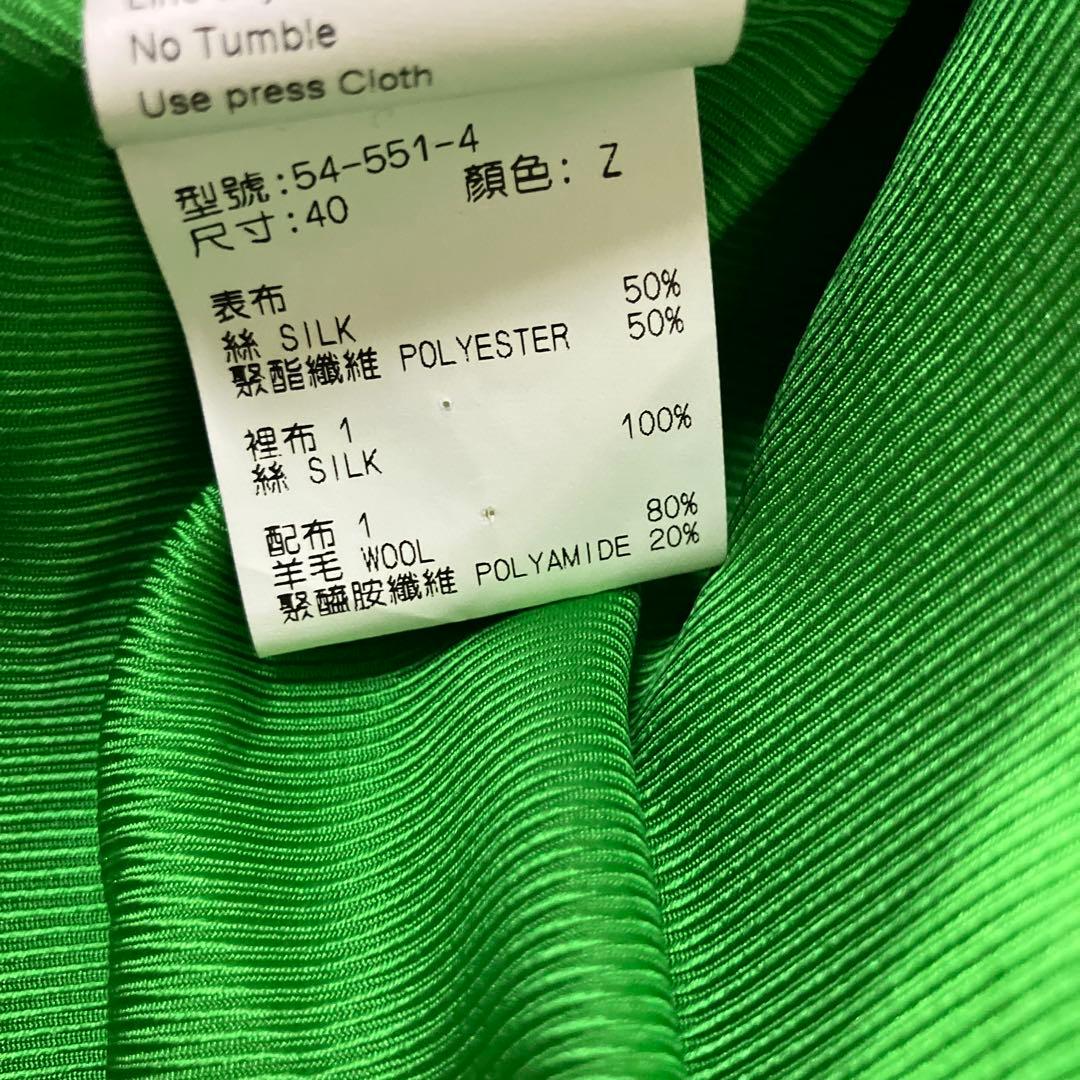 No Tumble
Use press Cloth
型號:54-551-4 顏色: Z
尺寸:40
表布
絲 SILK 50%
聚酯纖維 POLYESTER 50%
裡布 1
絲 SILK 100%
配布 1
羊毛 WOOL 80%
聚醯胺纖維 POLYAMIDE 20%